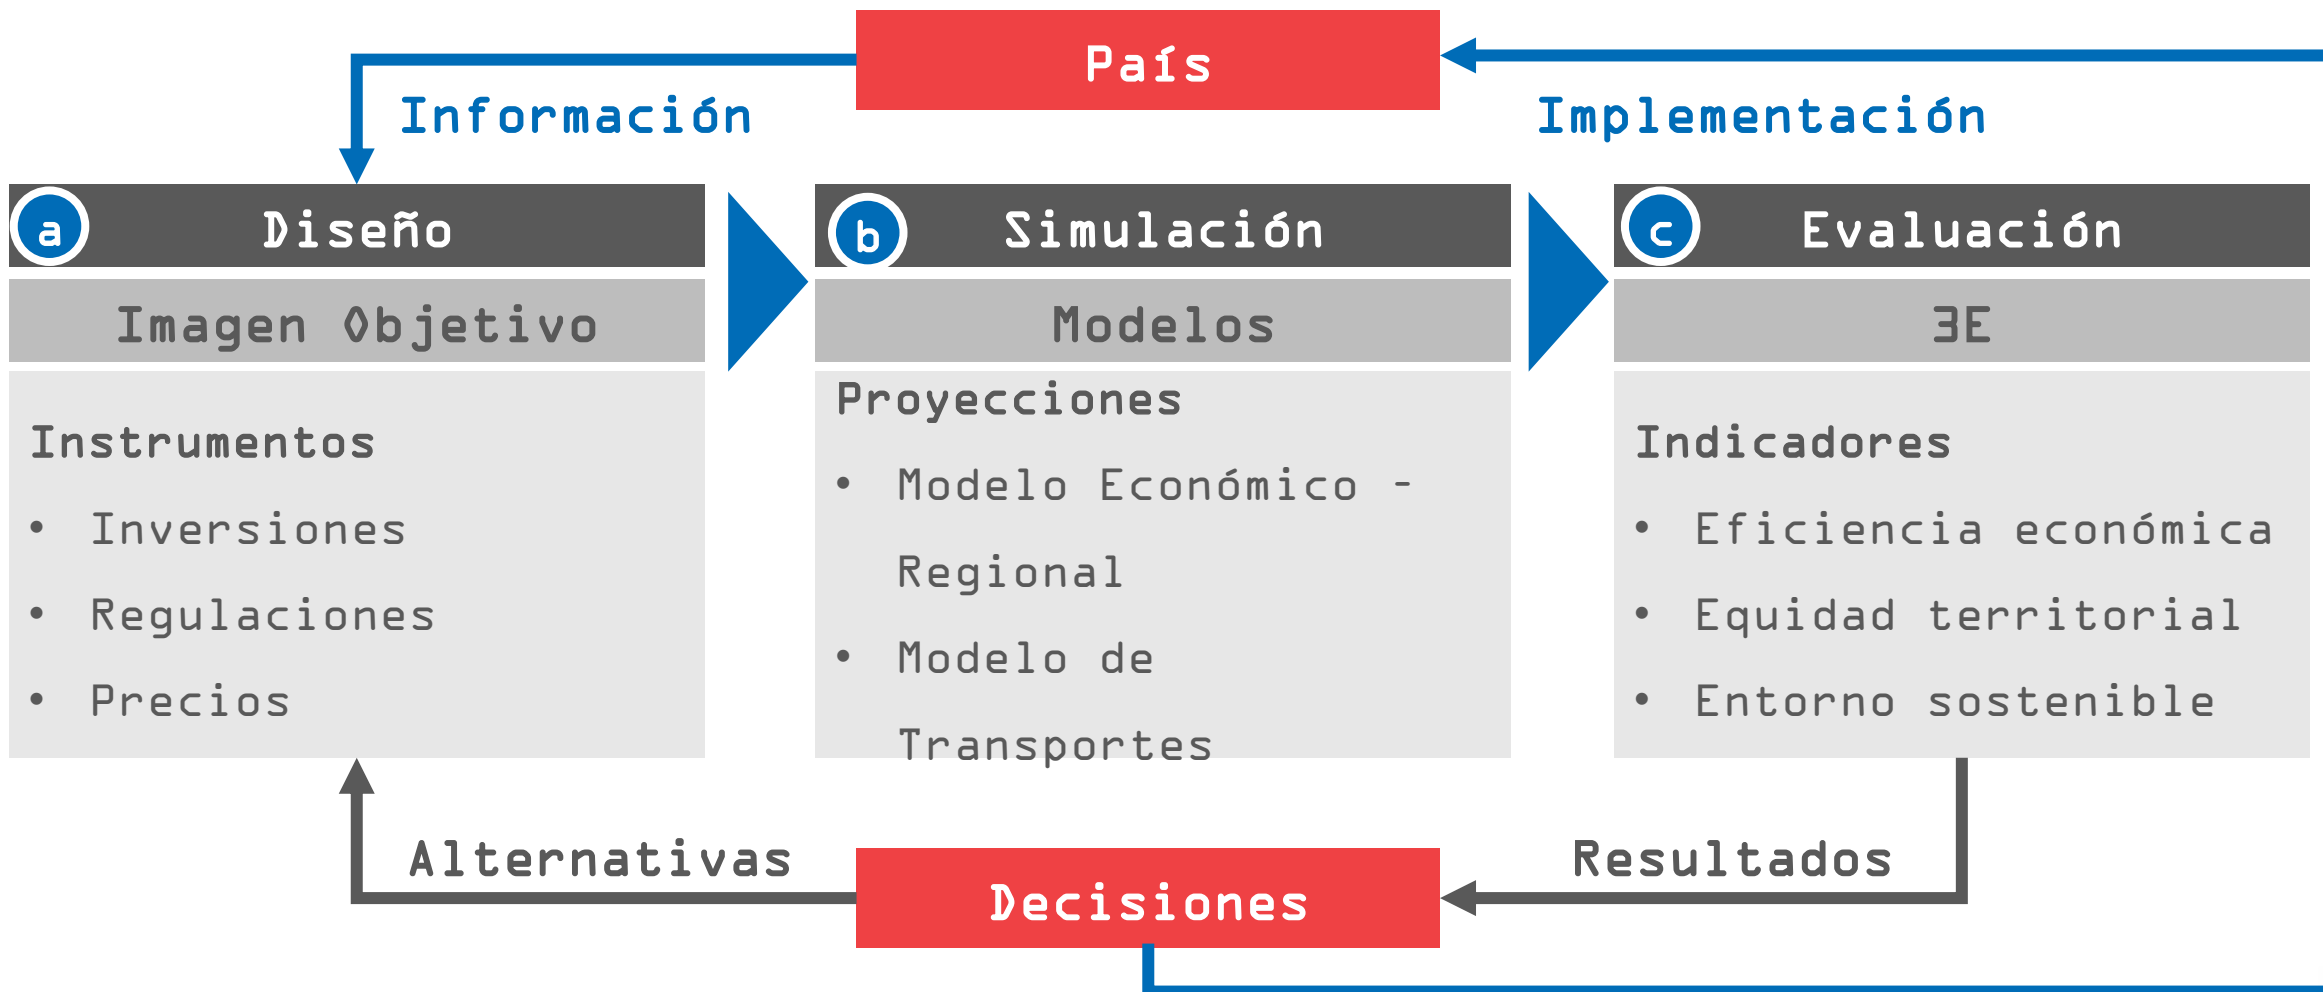 País
Información
Implementación
a
Diseño
Imagen Objetivo
Instrumentos
• Inversiones
• Regulaciones
• Precios
b
Simulación
Modelos
Proyecciones
• Modelo Económico -
Regional
• Modelo de
Transportes
c
Evaluación
3E
Indicadores
• Eficiencia económica
• Equidad territorial
• Entorno sostenible
Alternativas
Decisiones
Resultados